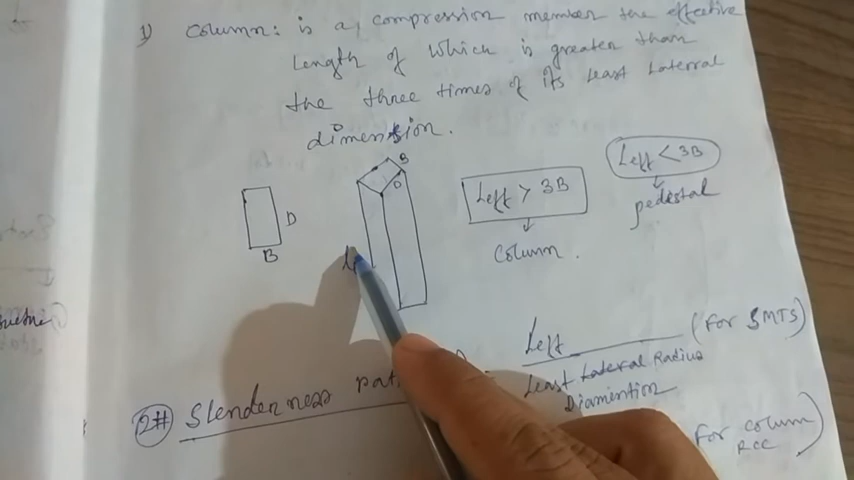 1) Column: is a compression member the effective
length of which is greater than
the three times of its least lateral
dimension.
B
D
D
B
Leff > 3B
Column.
Leff < 3B
pedestal
2# Slenderness
Leff
(For SMTS)
Least Lateral Radius
Diamention
For column
RCC)